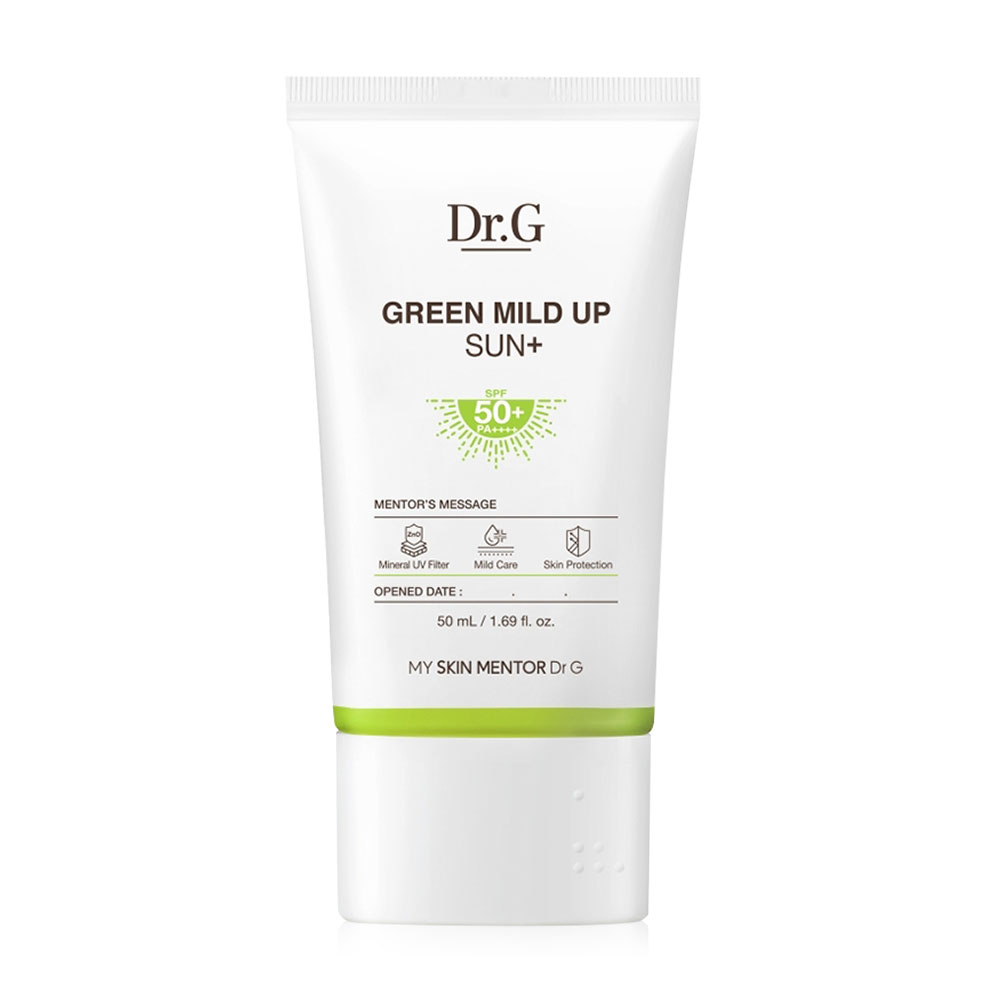 Dr.G
GREEN MILD UP
SUN+
SPF
50+
PA++++
MENTOR'S MESSAGE
ZnO
Mineral UV Filter Mild Care Skin Protection
OPENED DATE : . .
50 mL / 1.69 fl. oz.
MY SKIN MENTOR Dr G